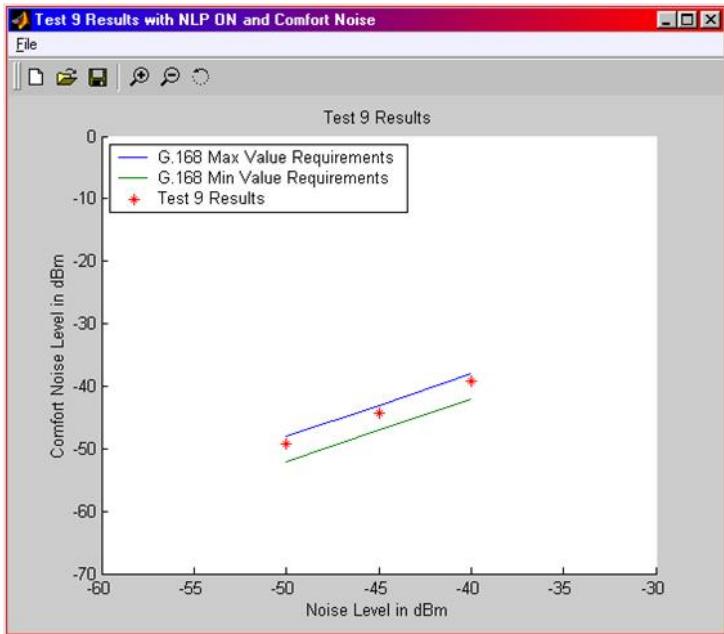 Test 9 Results with NLP ON and Comfort Noise
File
Test 9 Results
G.168 Max Value Requirements
G.168 Min Value Requirements
Test 9 Results
Comfort Noise Level in dBm
0
-10
-20
-30
-40
-50
-60
-70
-60
-55
-50
-45
-40
-35
-30
Noise Level in dBm